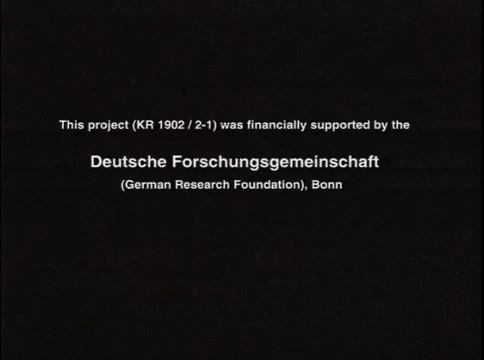 This project (KR 1902 / 2-1) was financially supported by the
Deutsche Forschungsgemeinschaft
(German Research Foundation), Bonn